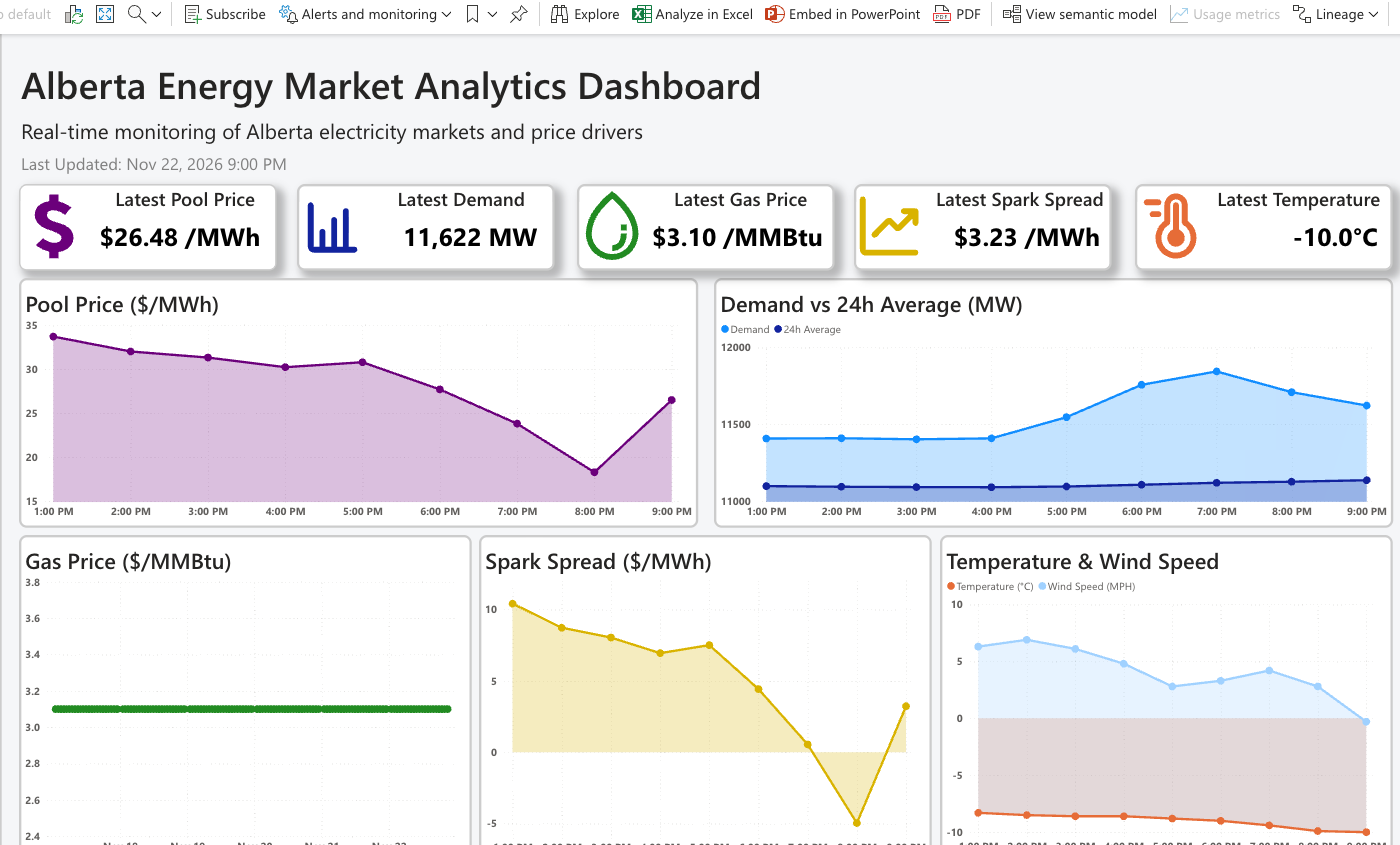 default Subscribe Alerts and monitoring Explore Analyze in Excel Embed in PowerPoint PDF View semantic model Usage metrics Lineage
Alberta Energy Market Analytics Dashboard
Real-time monitoring of Alberta electricity markets and price drivers
Last Updated: Nov 22, 2026 9:00 PM
Latest Pool Price
$26.48 /MWh
Latest Demand
11,622 MW
Latest Gas Price
$3.10 /MMBtu
Latest Spark Spread
$3.23 /MWh
Latest Temperature
-10.0°C
Pool Price ($/MWh)
35
30
25
20
15
1:00 PM 2:00 PM 3:00 PM 4:00 PM 5:00 PM 6:00 PM 7:00 PM 8:00 PM 9:00 PM
Demand vs 24h Average (MW)
Demand 24h Average
12000
11500
11000
1:00 PM 2:00 PM 3:00 PM 4:00 PM 5:00 PM 6:00 PM 7:00 PM 8:00 PM 9:00 PM
Gas Price ($/MMBtu)
3.8
3.6
3.4
3.2
3.0
2.8
2.6
2.4
Spark Spread ($/MWh)
10
5
0
-5
Temperature & Wind Speed
Temperature (°C) Wind Speed (MPH)
10
5
0
-5
-10